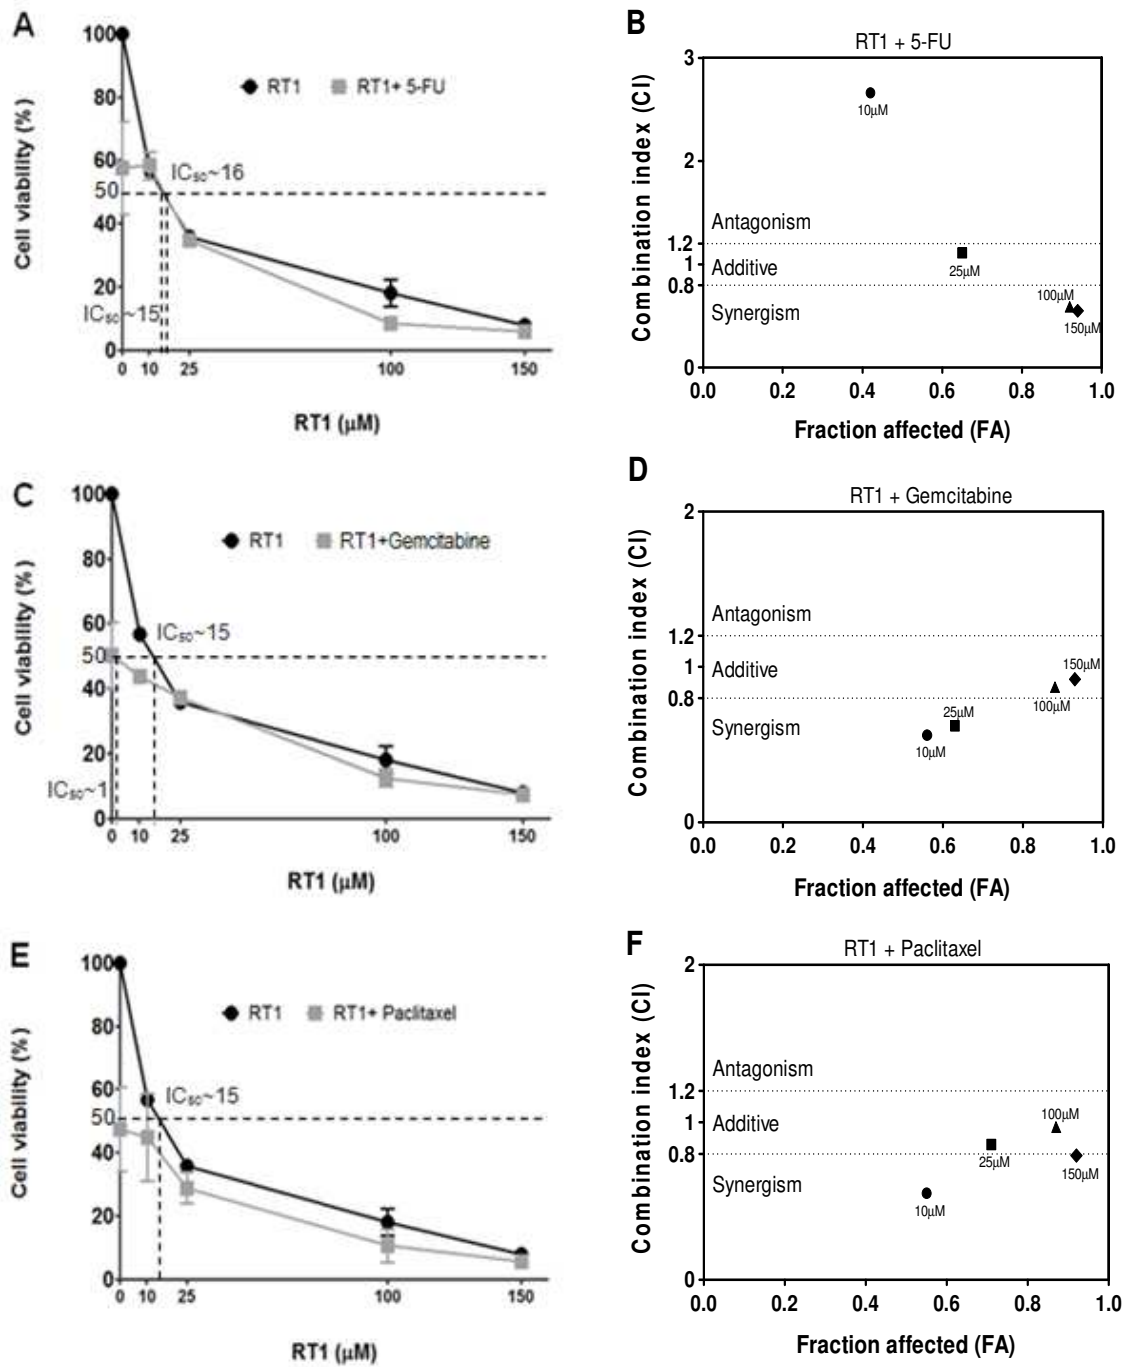 A
Cell viability (%)
100
80
60
50
40
20
0
RT1
RT1+ 5-FU
IC₅₀~16
IC₅₀~15
0 10 25 100 150
RT1 (μM)
B
RT1 + 5-FU
Combination index (CI)
3
2
1.2
1
0.8
0
10μM
Antagonism
25μM
Additive
100μM
Synergism
150μM
0.0 0.2 0.4 0.6 0.8 1.0
Fraction affected (FA)
C
Cell viability (%)
100
80
60
50
40
20
0
RT1
RT1+Gemcitabine
IC₅₀~15
IC₅₀~1
0 10 25 100 150
RT1 (μM)
D
RT1 + Gemcitabine
Combination index (CI)
2
1.2
1
0.8
0
Antagonism
150μM
Additive
100μM
25μM
Synergism
10μM
0.0 0.2 0.4 0.6 0.8 1.0
Fraction affected (FA)
E
Cell viability (%)
100
80
60
50
40
20
0
RT1
RT1+ Paclitaxel
IC₅₀~15
0 10 25 100 150
RT1 (μM)
F
RT1 + Paclitaxel
Combination index (CI)
2
1.2
1
0.8
0
Antagonism
100μM
Additive
25μM
150μM
Synergism
10μM
0.0 0.2 0.4 0.6 0.8 1.0
Fraction affected (FA)